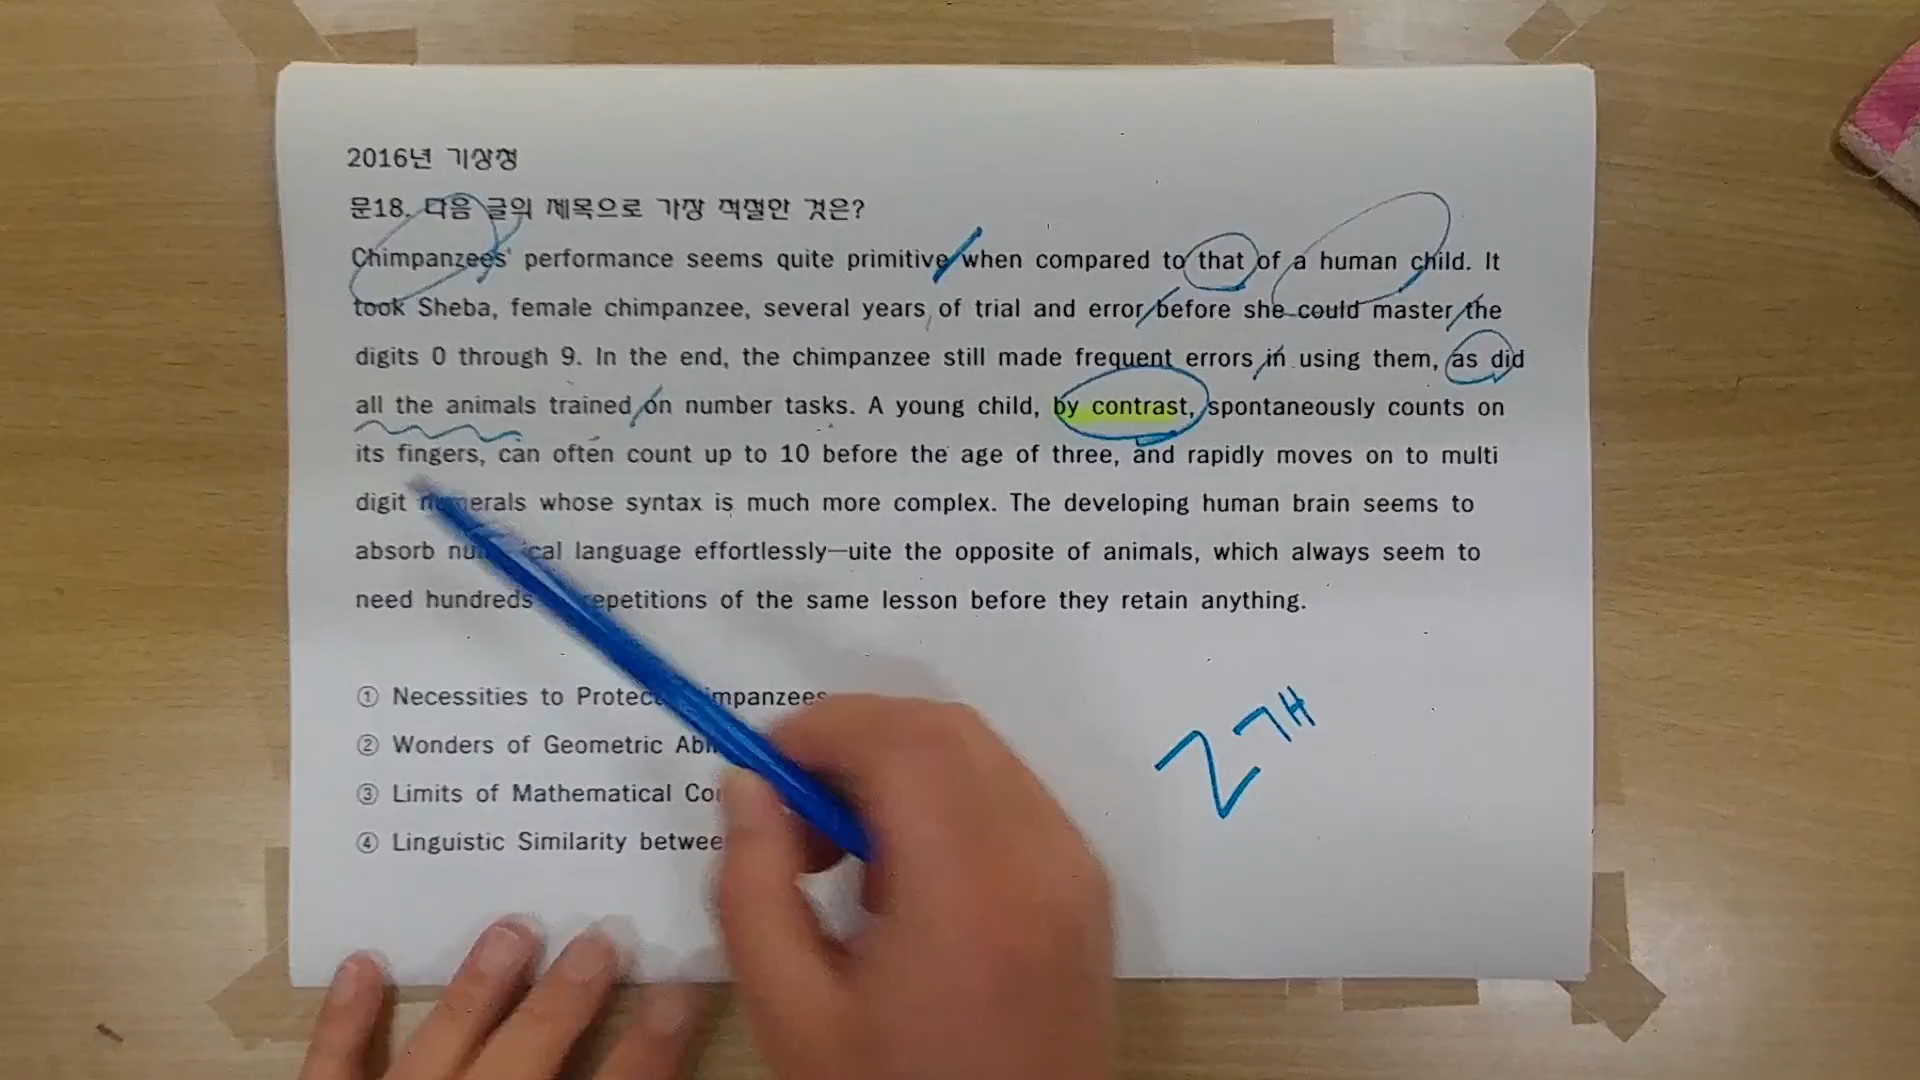 2016년 기상청
문18. 다음 글의 제목으로 가장 적절한 것은?
Chimpanzees' performance seems quite primitive when compared to that of a human child. It
took Sheba, female chimpanzee, several years of trial and error before she could master the
digits 0 through 9. In the end, the chimpanzee still made frequent errors in using them, as did
all the animals trained on number tasks. A young child, by contrast, spontaneously counts on
its fingers, can often count up to 10 before the age of three, and rapidly moves on to multi
digit numerals whose syntax is much more complex. The developing human brain seems to
absorb language effortlessly—uite the opposite of animals, which always seem to
need hundreds repetitions of the same lesson before they retain anything.
① Necessities to Protect
② Wonders of Geometric
③ Limits of Mathematical
④ Linguistic Similarity
2개